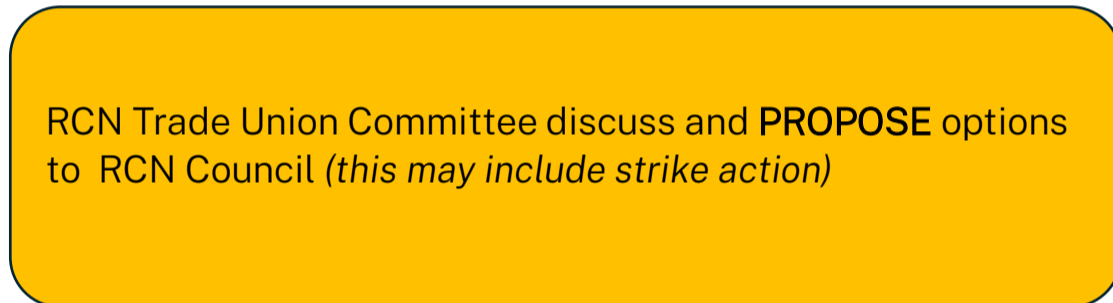 RCN Trade Union Committee discuss and PROPOSE options
to  RCN Council (this may include strike action)